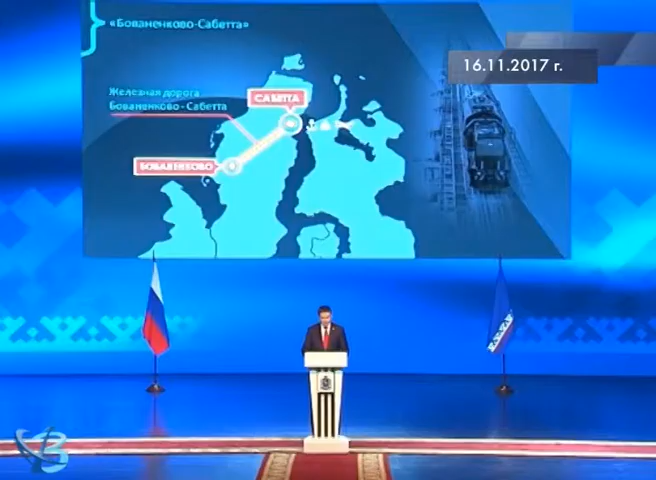 «Бованенково-Сабетта»
16.11.2017 г.
Железная дорога
Бованенково - Сабетта
САБЕТТА
БОВАНЕНКОВО